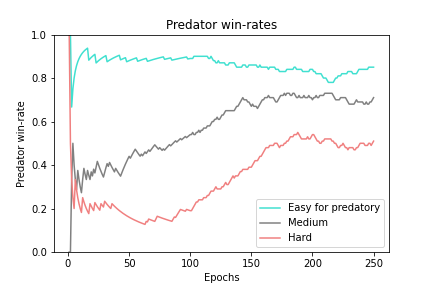 Predator win-rates
Predator win-rate
1.0
0.8
0.6
0.4
0.2
0.0
0
50
100
150
200
250
Epochs
Easy for predatory
Medium
Hard